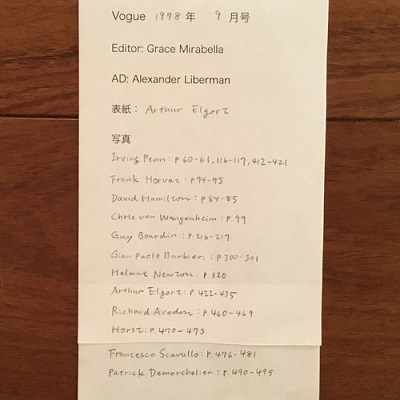 Vogue 1978 年 9 月号
Editor: Grace Mirabella
AD: Alexander Liberman
表紙： Arthur Elgort
写真
Irving Penn : P60-61, 116-117, 412-421
Frank Horvat : P94-95
David Hamilton : P.84-85
Chris von Wangenheim : P.99
Guy Bourdin : P.216-217
Gian paolo Barbieri : P300-301
Helmut Newton : P.320
Arthur Elgort : P.422-435
Richard Avedon : P.460-469
Horst : P.470-473
Francesco Scavullo : P.476-481
Patrick Demarchelier : P.490-495